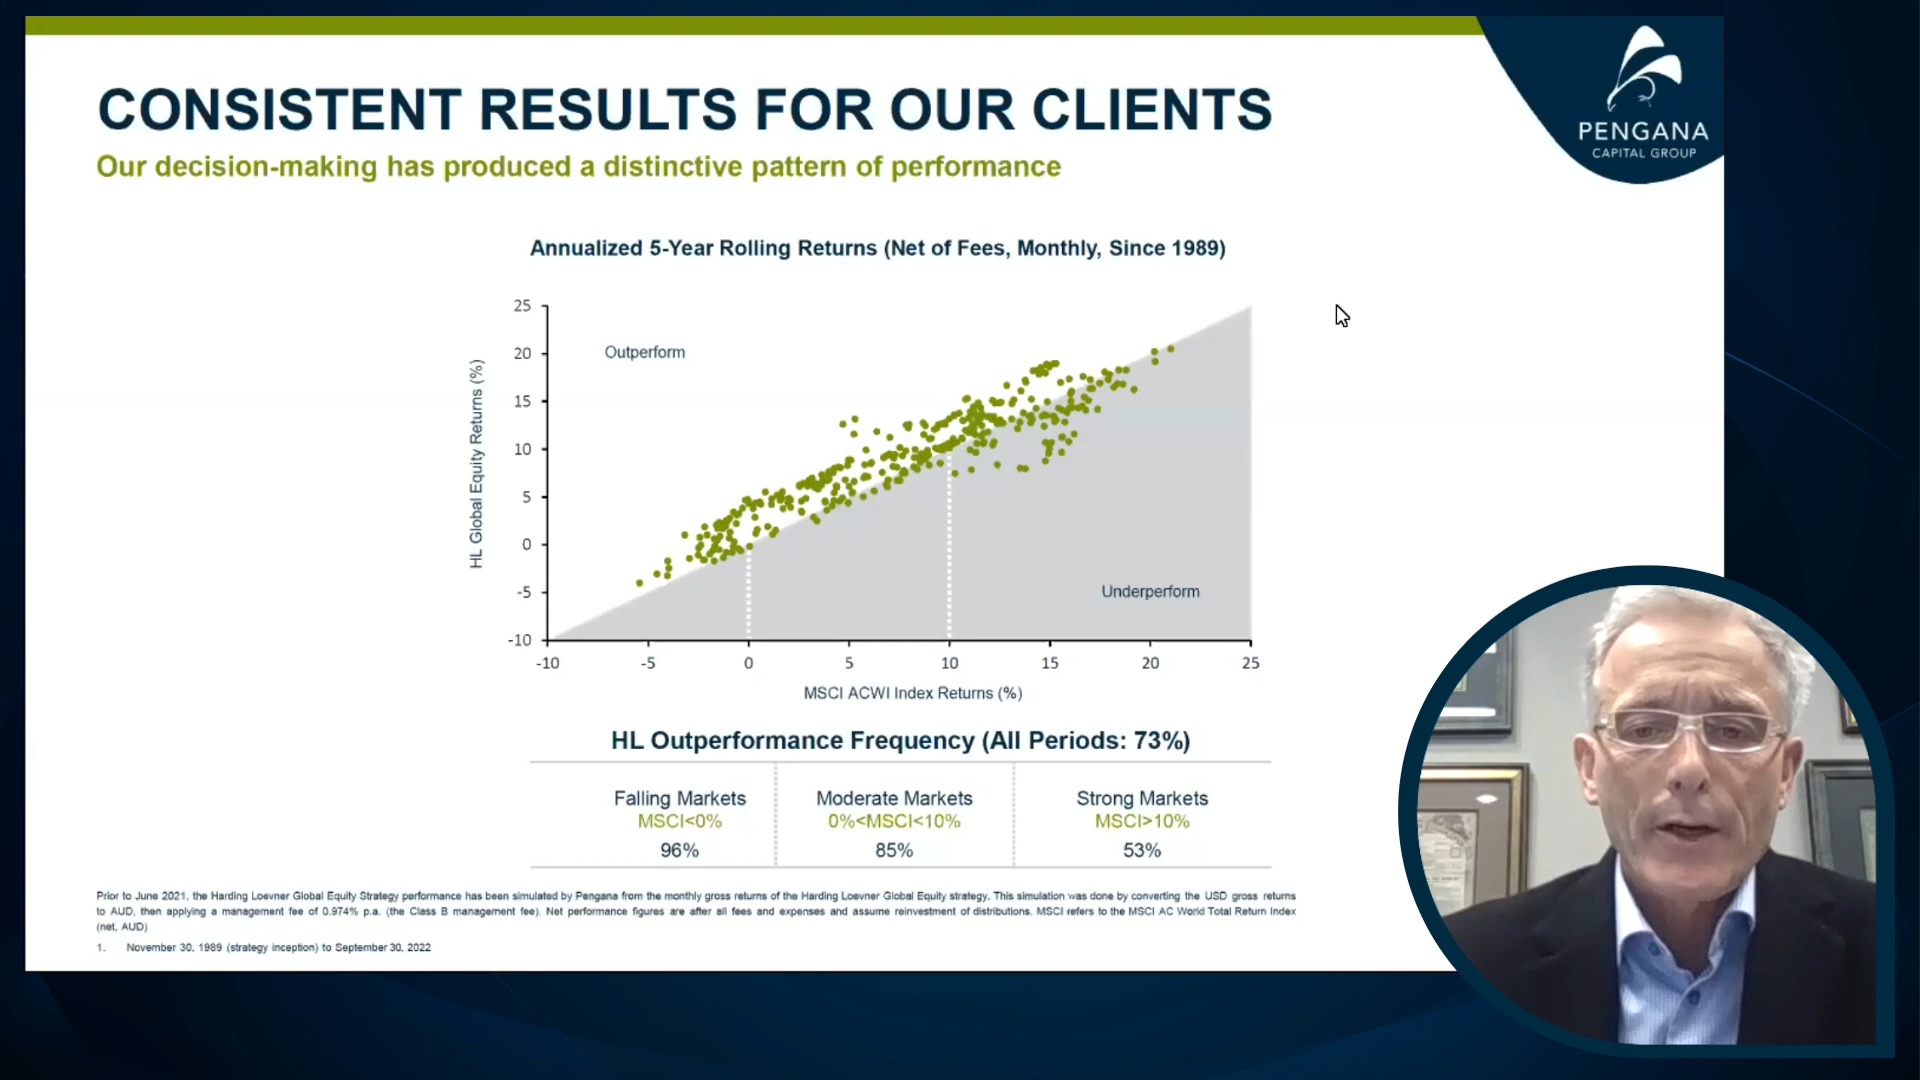 CONSISTENT RESULTS FOR OUR CLIENTS
Our decision-making has produced a distinctive pattern of performance
PENGANA
CAPITAL GROUP
Annualized 5-Year Rolling Returns (Net of Fees, Monthly, Since 1989)
HL Global Equity Returns (%)
25
20
15
10
5
0
-5
-10
Outperform
Underperform
-10 -5 0 5 10 15 20 25
MSCI ACWI Index Returns (%)
HL Outperformance Frequency (All Periods: 73%)
Falling Markets Moderate Markets Strong Markets
MSCI<0% 0%<MSCI<10% MSCI>10%
96% 85% 53%
Prior to June 2021, the Harding Loevner Global Equity Strategy performance has been simulated by Pengana from the monthly gross returns of the Harding Loevner Global Equity strategy. This simulation was done by converting the USD gross returns
to AUD, then applying a management fee of 0.974% p.a. (the Class B management fee). Net performance figures are after all fees and expenses and assume reinvestment of distributions. MSCI refers to the MSCI AC World Total Return Index
(net, AUD)
1. November 30, 1989 (strategy inception) to September 30, 2022